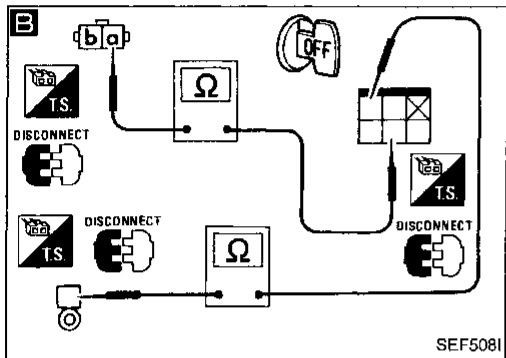 B
b a
OFF
Ω
T.S.
DISCONNECT
T.S.
DISCONNECT
T.S.
DISCONNECT
Ω
SEF508I